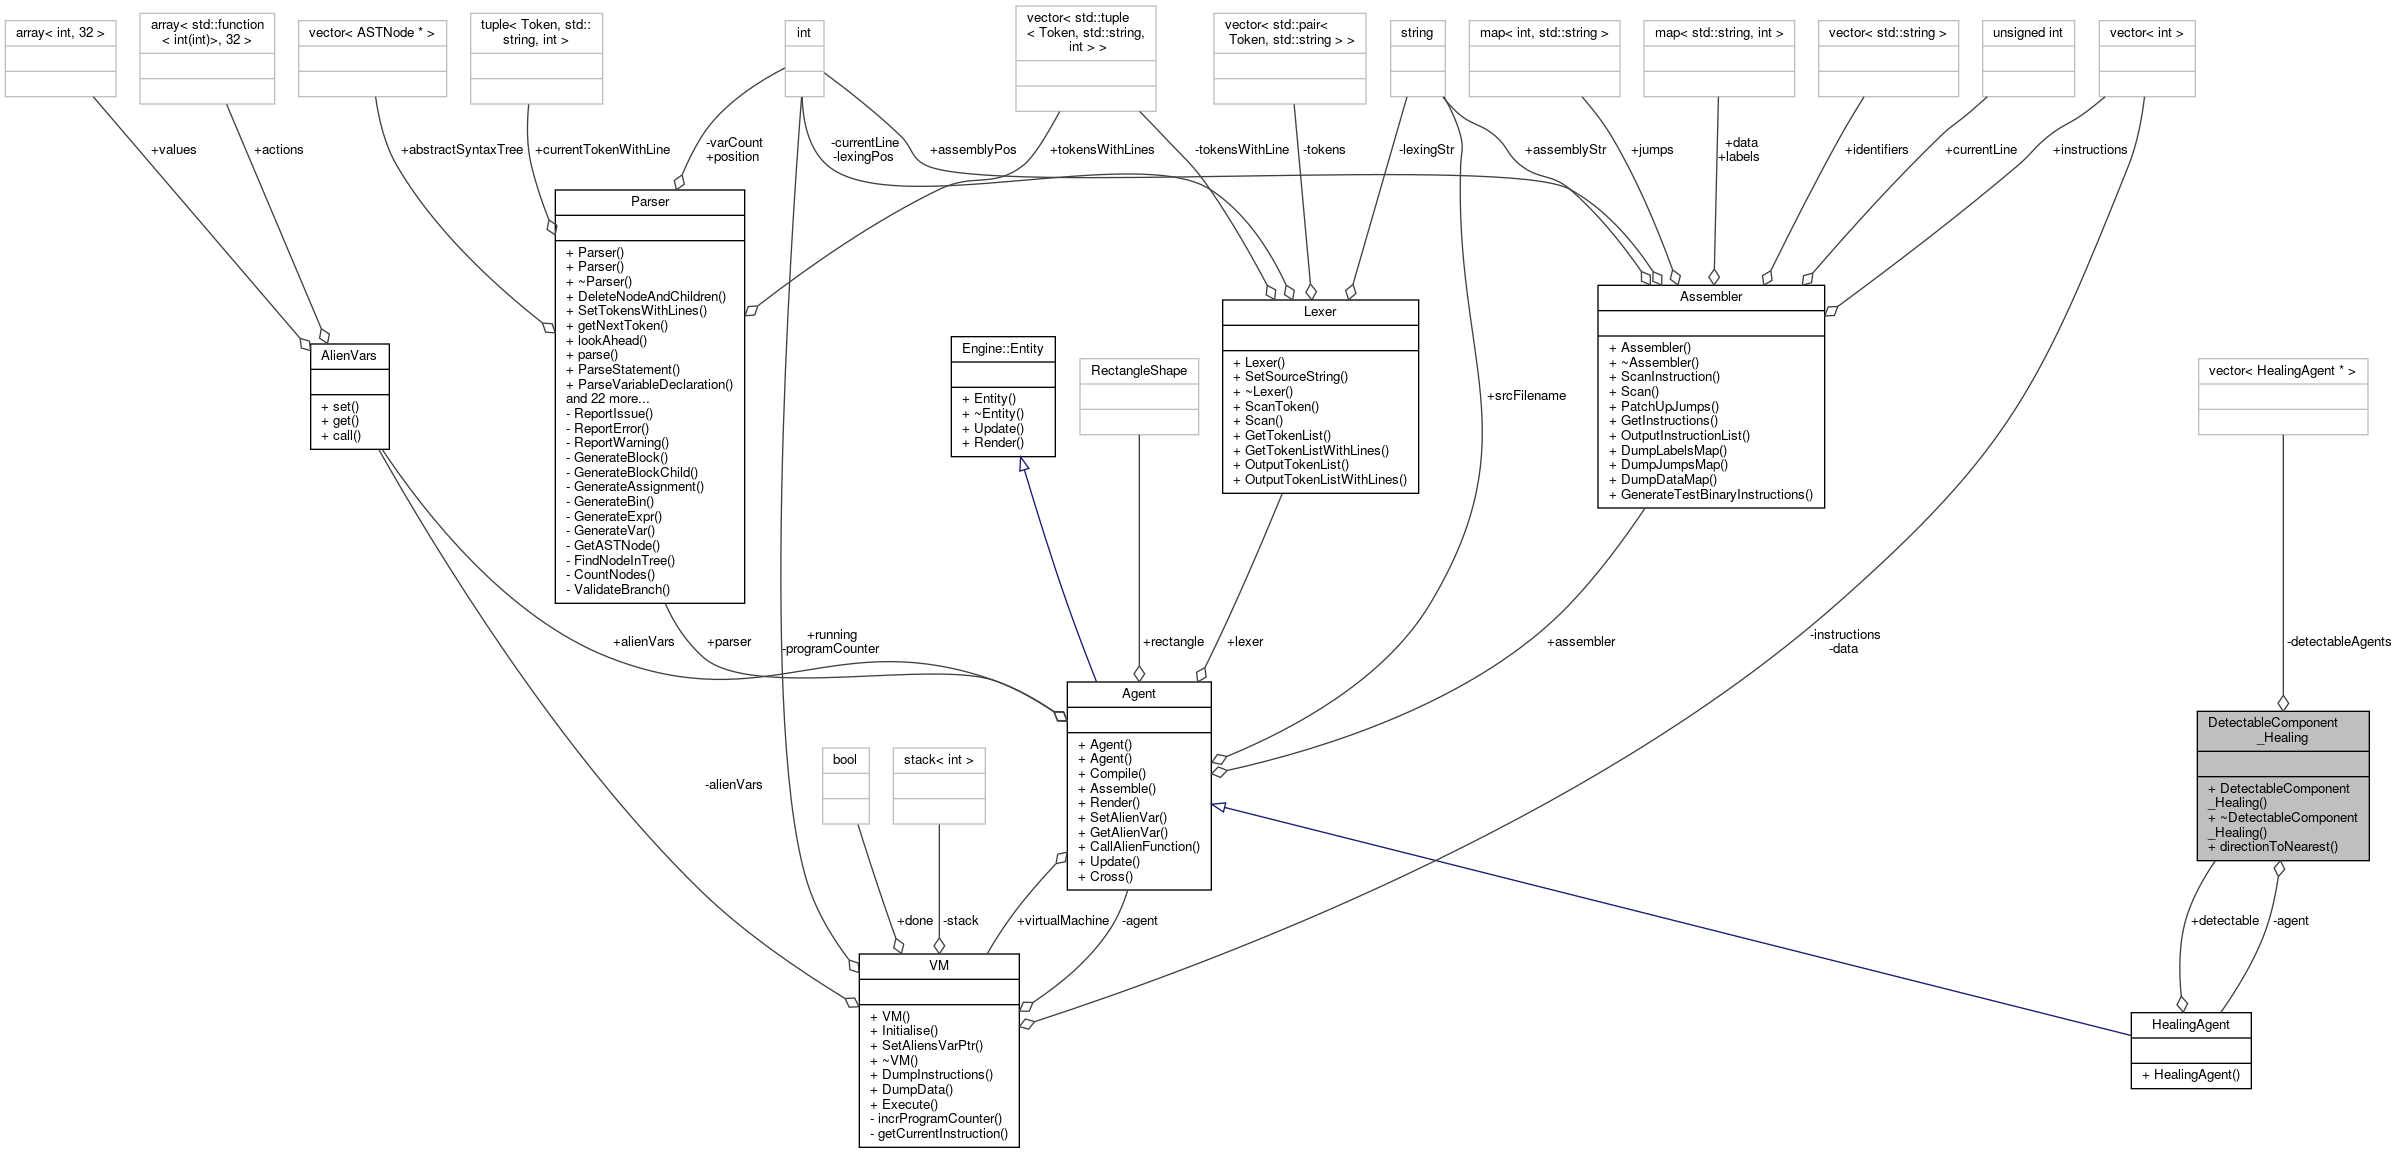 array< int, 32 >
array< std::function
< int(int)>, 32 >
vector< ASTNode * >
tuple< Token, std::
string, int >
int
vector< std::tuple
< Token, std::string,
int > >
vector< std::pair<
Token, std::string > >
string
map< int, std::string >
map< std::string, int >
vector< std::string >
unsigned int
vector< int >
+values
+actions
+abstractSyntaxTree
+currentTokenWithLine
-varCount
+position
-currentLine
-lexingPos
+assemblyPos
+tokensWithLines
-tokensWithLine
-tokens
-lexingStr
+assemblyStr
+jumps
+data
+labels
+identifiers
+currentLine
+instructions
Parser
+ Parser()
+ Parser()
+ ~Parser()
+ DeleteNodeAndChildren()
+ SetTokensWithLines()
+ getNextToken()
+ lookAhead()
+ parse()
+ ParseStatement()
+ ParseVariableDeclaration()
and 22 more...
- ReportIssue()
- ReportError()
- ReportWarning()
- GenerateBlock()
- GenerateBlockChild()
- GenerateAssignment()
- GenerateBin()
- GenerateExpr()
- GenerateVar()
- GetASTNode()
- FindNodeInTree()
- CountNodes()
- ValidateBranch()
AlienVars
+ set()
+ get()
+ call()
Engine::Entity
+ Entity()
+ ~Entity()
+ Update()
+ Render()
RectangleShape
Lexer
+ Lexer()
+ SetSourceString()
+ ~Lexer()
+ ScanToken()
+ Scan()
+ GetTokenList()
+ GetTokenListWithLines()
+ OutputTokenList()
+ OutputTokenListWithLines()
+srcFilename
Assembler
+ Assembler()
+ ~Assembler()
+ ScanInstruction()
+ Scan()
+ PatchUpJumps()
+ GetInstructions()
+ OutputInstructionList()
+ DumpLabelsMap()
+ DumpJumpsMap()
+ DumpDataMap()
+ GenerateTestBinaryInstructions()
vector< HealingAgent * >
+alienVars
+parser
+running
-programCounter
+rectangle
+lexer
+assembler
-instructions
-data
-detectableAgents
Agent
+ Agent()
+ Agent()
+ Compile()
+ Assemble()
+ Render()
+ SetAlienVar()
+ GetAlienVar()
+ CallAlienFunction()
+ Update()
+ Cross()
DetectableComponent
_Healing
+ DetectableComponent
_Healing()
+ ~DetectableComponent
_Healing()
+ directionToNearest()
-alienVars
bool
stack< int >
+done
-stack
+virtualMachine
-agent
+detectable
-agent
VM
+ VM()
+ Initialise()
+ SetAliensVarPtr()
+ ~VM()
+ DumpInstructions()
+ DumpData()
+ Execute()
- incrProgramCounter()
- getCurrentInstruction()
HealingAgent
+ HealingAgent()